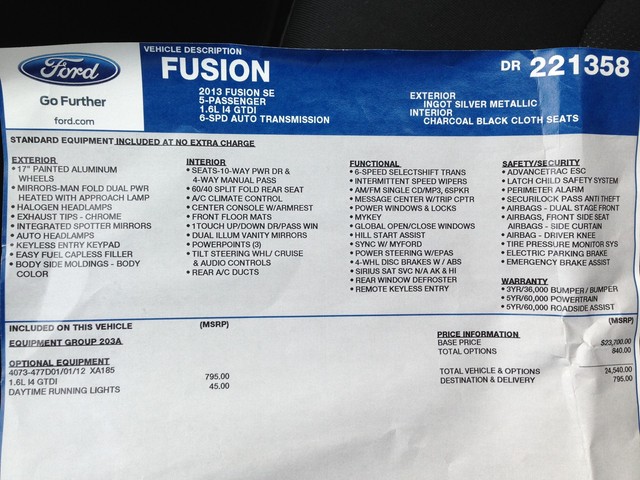 Ford
Go Further
ford.com
VEHICLE DESCRIPTION
FUSION
2013 FUSION SE
5-PASSENGER
1.6L I4 GTDI
6-SPD AUTO TRANSMISSION
DR 221358
EXTERIOR
INGOT SILVER METALLIC
INTERIOR
CHARCOAL BLACK CLOTH SEATS
STANDARD EQUIPMENT INCLUDED AT NO EXTRA CHARGE
EXTERIOR
• 17" PAINTED ALUMINUM
WHEELS
• MIRRORS-MAN FOLD DUAL PWR
HEATED WITH APPROACH LAMP
• HALOGEN HEADLAMPS
• EXHAUST TIPS - CHROME
• INTEGRATED SPOTTER MIRRORS
• AUTO HEADLAMPS
• KEYLESS ENTRY KEYPAD
• EASY FUEL CAPLESS FILLER
• BODY SIDE MOLDINGS - BODY
COLOR
INTERIOR
• SEATS-10-WAY PWR DR &
4-WAY MANUAL PASS
• 60/40 SPLIT FOLD REAR SEAT
• A/C CLIMATE CONTROL
• CENTER CONSOLE W/ARMREST
• FRONT FLOOR MATS
• 1TOUCH UP/DOWN DR/PASS WIN
• DUAL ILLUM VANITY MIRRORS
• POWERPOINTS (3)
• TILT STEERING WHL/ CRUISE
& AUDIO CONTROLS
• REAR A/C DUCTS
FUNCTIONAL
• 6-SPEED SELECTSHIFT TRANS
• INTERMITTENT SPEED WIPERS
• AM/FM SINGLE CD/MP3, 6SPKR
• MESSAGE CENTER W/TRIP CPTR
• POWER WINDOWS & LOCKS
• MYKEY
• GLOBAL OPEN/CLOSE WINDOWS
• HILL START ASSIST
• SYNC W/ MYFORD
• POWER STEERING W/EPAS
• 4-WHL DISC BRAKES W / ABS
• SIRIUS SAT SVC N/A AK & HI
• REAR WINDOW DEFROSTER
• REMOTE KEYLESS ENTRY
SAFETY/SECURITY
• ADVANCETRAC ESC
• LATCH CHILD SAFETY SYSTEM
• PERIMETER ALARM
• SECURILOCK PASS ANTI THEFT
• AIRBAGS - DUAL STAGE FRONT
• AIRBAGS, FRONT SIDE SEAT
• AIRBAGS - SIDE CURTAIN
• AIRBAG - DRIVER KNEE
• TIRE PRESSURE MONITOR SYS
• ELECTRIC PARKING BRAKE
• EMERGENCY BRAKE ASSIST
WARRANTY
• 3YR/36,000 BUMPER / BUMPER
• 5YR/60,000 POWERTRAIN
• 5YR/60,000 ROADSIDE ASSIST
INCLUDED ON THIS VEHICLE (MSRP)
EQUIPMENT GROUP 203A
OPTIONAL EQUIPMENT
4073-477D01/01/12 XA185
1.6L I4 GTDI 795.00
DAYTIME RUNNING LIGHTS 45.00
PRICE INFORMATION (MSRP)
BASE PRICE $23,700.00
TOTAL OPTIONS 840.00
TOTAL VEHICLE & OPTIONS 24,540.00
DESTINATION & DELIVERY 795.00